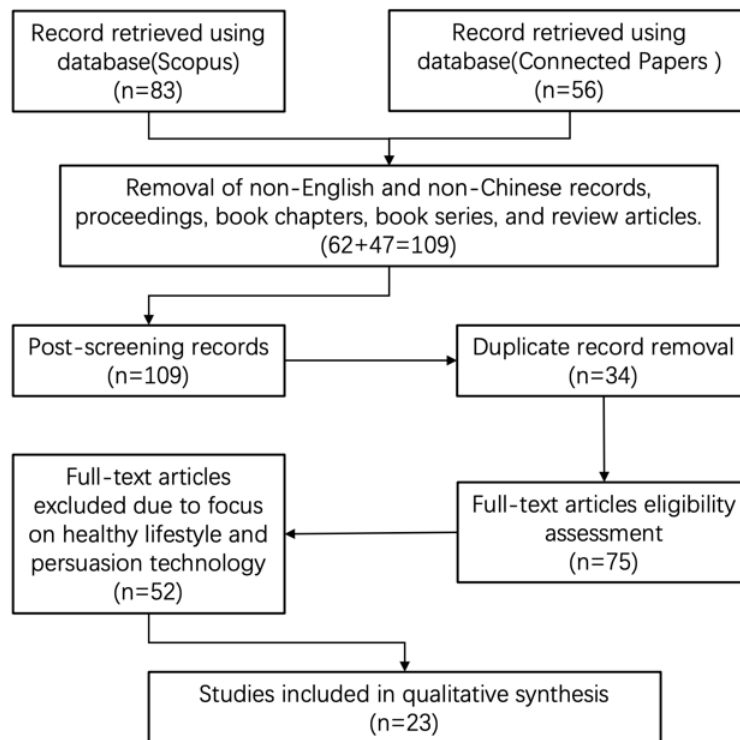 Record retrieved using
database(Scopus)
(n=83)
Record retrieved using
database(Connected Papers )
(n=56)
Removal of non-English and non-Chinese records,
proceedings, book chapters, book series, and review articles.
(62+47=109)
Post-screening records
(n=109)
Duplicate record removal
(n=34)
Full-text articles
excluded due to focus
on healthy lifestyle and
persuasion technology
(n=52)
Full-text articles eligibility
assessment
(n=75)
Studies included in qualitative synthesis
(n=23)